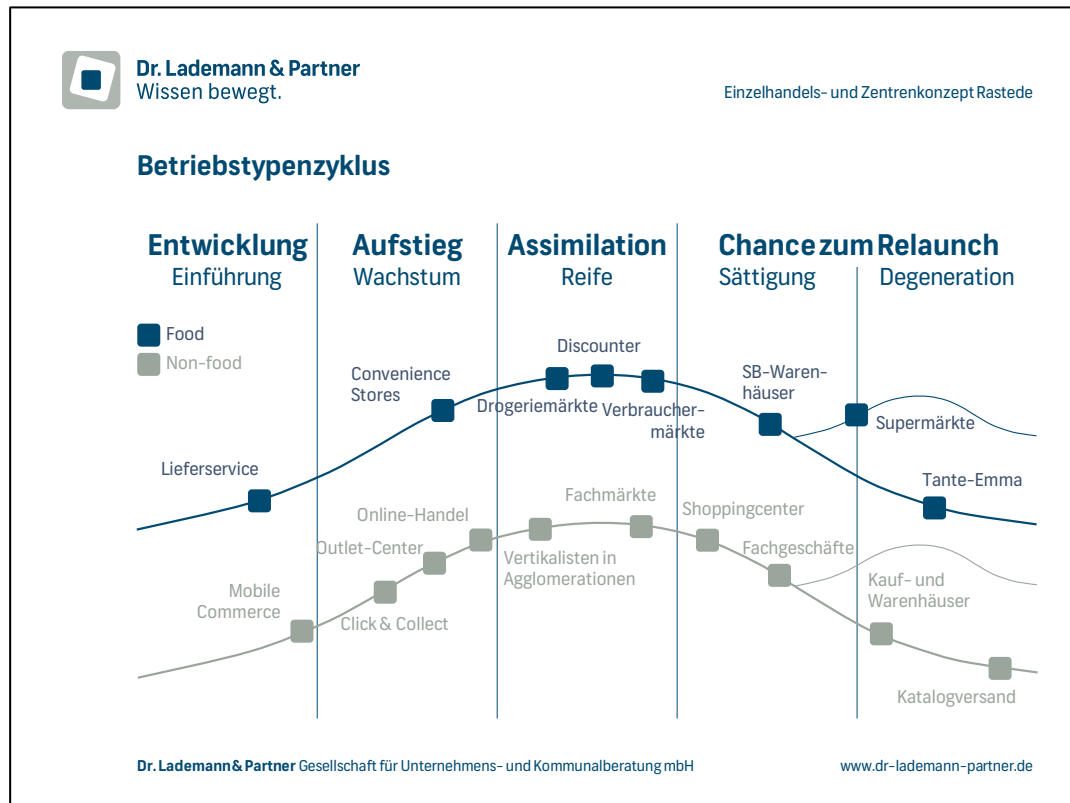 Dr. Lademann & Partner
Wissen bewegt.
Einzelhandels- und Zentrenkonzept Rastede
Betriebstypenzyklus
Entwicklung
Einführung
Aufstieg
Wachstum
Assimilation
Reife
Chance zum Relaunch
Sättigung
Degeneration
Food
Non-food
Lieferservice
Convenience
Stores
Drogeriemärkte
Discounter
Verbraucher-
märkte
SB-Waren-
häuser
Supermärkte
Tante-Emma
Mobile
Commerce
Click & Collect
Outlet-Center
Online-Handel
Vertikalisten in
Agglomerationen
Fachmärkte
Shoppingcenter
Fachgeschäfte
Kauf- und
Warenhäuser
Katalogversand
Dr. Lademann & Partner Gesellschaft für Unternehmens- und Kommunalberatung mbH
www.dr-lademann-partner.de